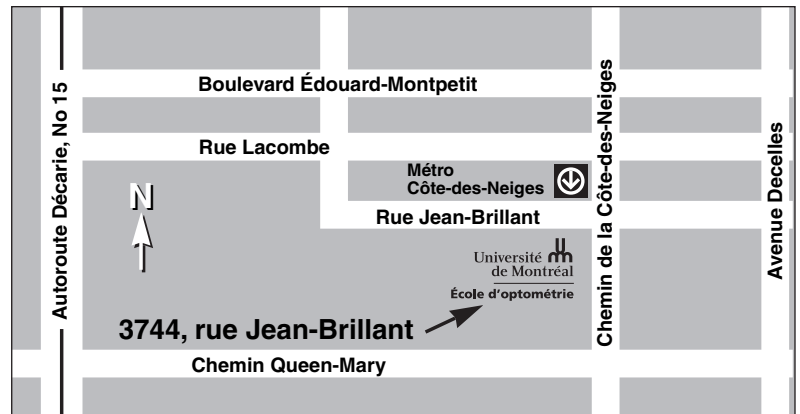 Boulevard Édouard-Montpetit
Rue Lacombe
Métro
Côte-des-Neiges
Rue Jean-Brillant
N
Université
de Montréal
École d'optométrie
3744, rue Jean-Brillant
Chemin Queen-Mary
Autoroute Décarie, No 15
Chemin de la Côte-des-Neiges
Avenue Decelles